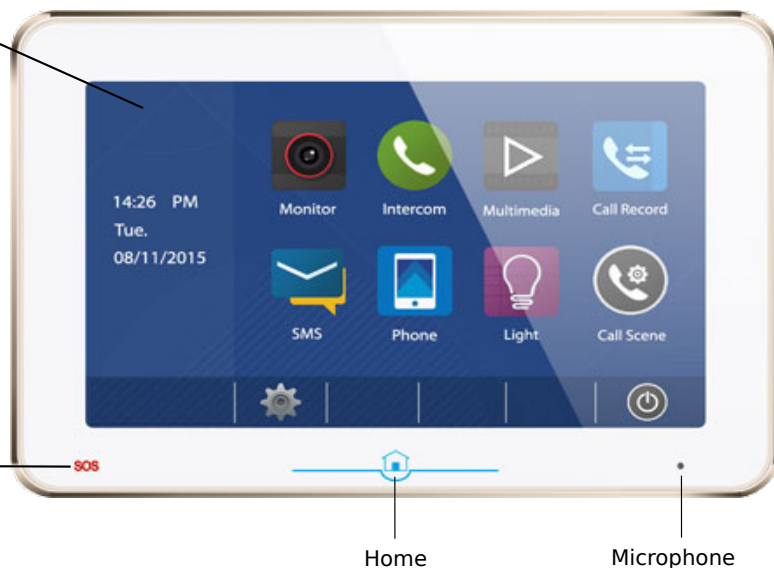 14:26 PM
Tue.
08/11/2015
Monitor Intercom Multimedia Call Record
SMS Phone Light Call Scene
SOS
Home Microphone